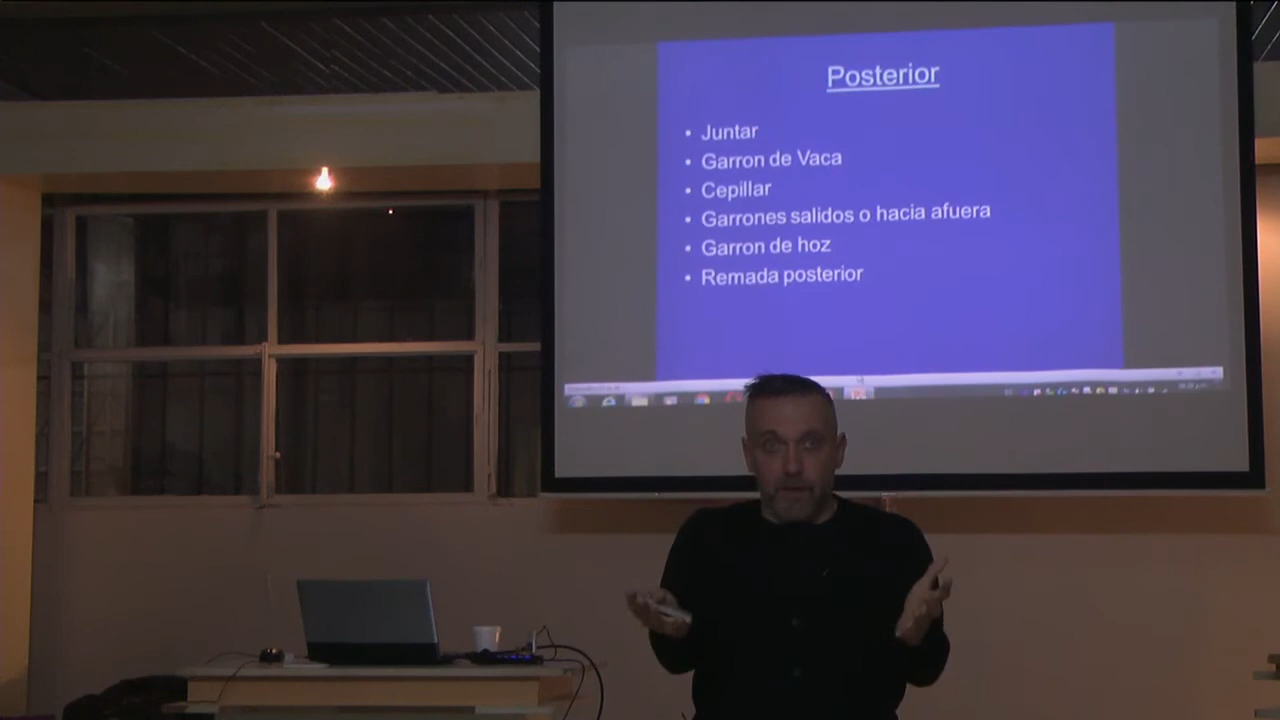 Posterior
• Juntar
• Garron de Vaca
• Cepillar
• Garrones salidos o hacia afuera
• Garron de hoz
• Remada posterior